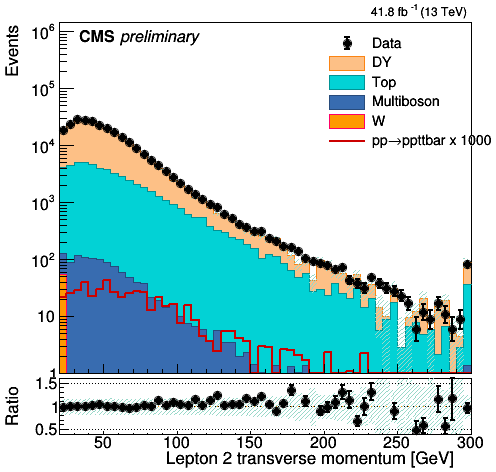 41.8 fb⁻¹ (13 TeV)
CMS preliminary
Events
10⁶
10⁵
10⁴
10³
10²
10
1
Data
DY
Top
Multiboson
W
pp→ppttbar x 1000
Ratio
1.5
1
0.5
50 100 150 200 250 300
Lepton 2 transverse momentum [GeV]